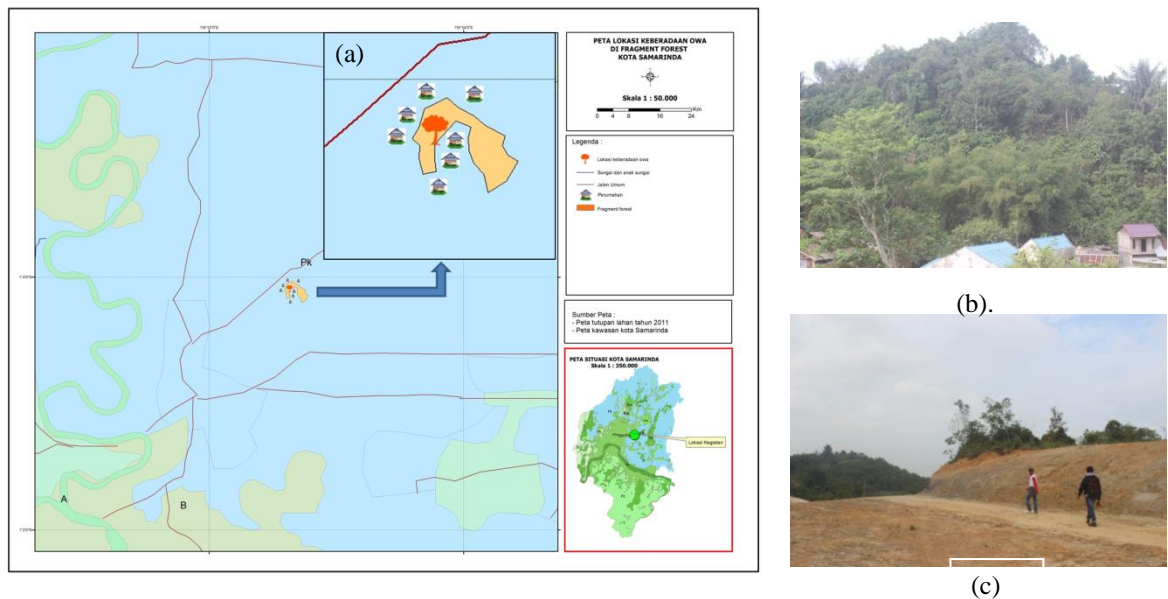 (a)
Pk
A
B
PETA LOKASI KEBERADAAN OWA
DI FRAGMENT FOREST
KOTA SAMARINDA
Skala 1 : 50.000
Km
0 4 8 16 24
Legenda :
Lokasi keberadaan owa
Sungai dan anak sungai
Jalan Umum
Perumahan
Fragment forest
Sumber Peta :
- Peta tutupan lahan tahun 2011
- Peta kawasan kota Samarinda
PETA SITUASI KOTA SAMARINDA
Skala 1 : 350.000
Lokasi Kegiatan
(b).
(c)